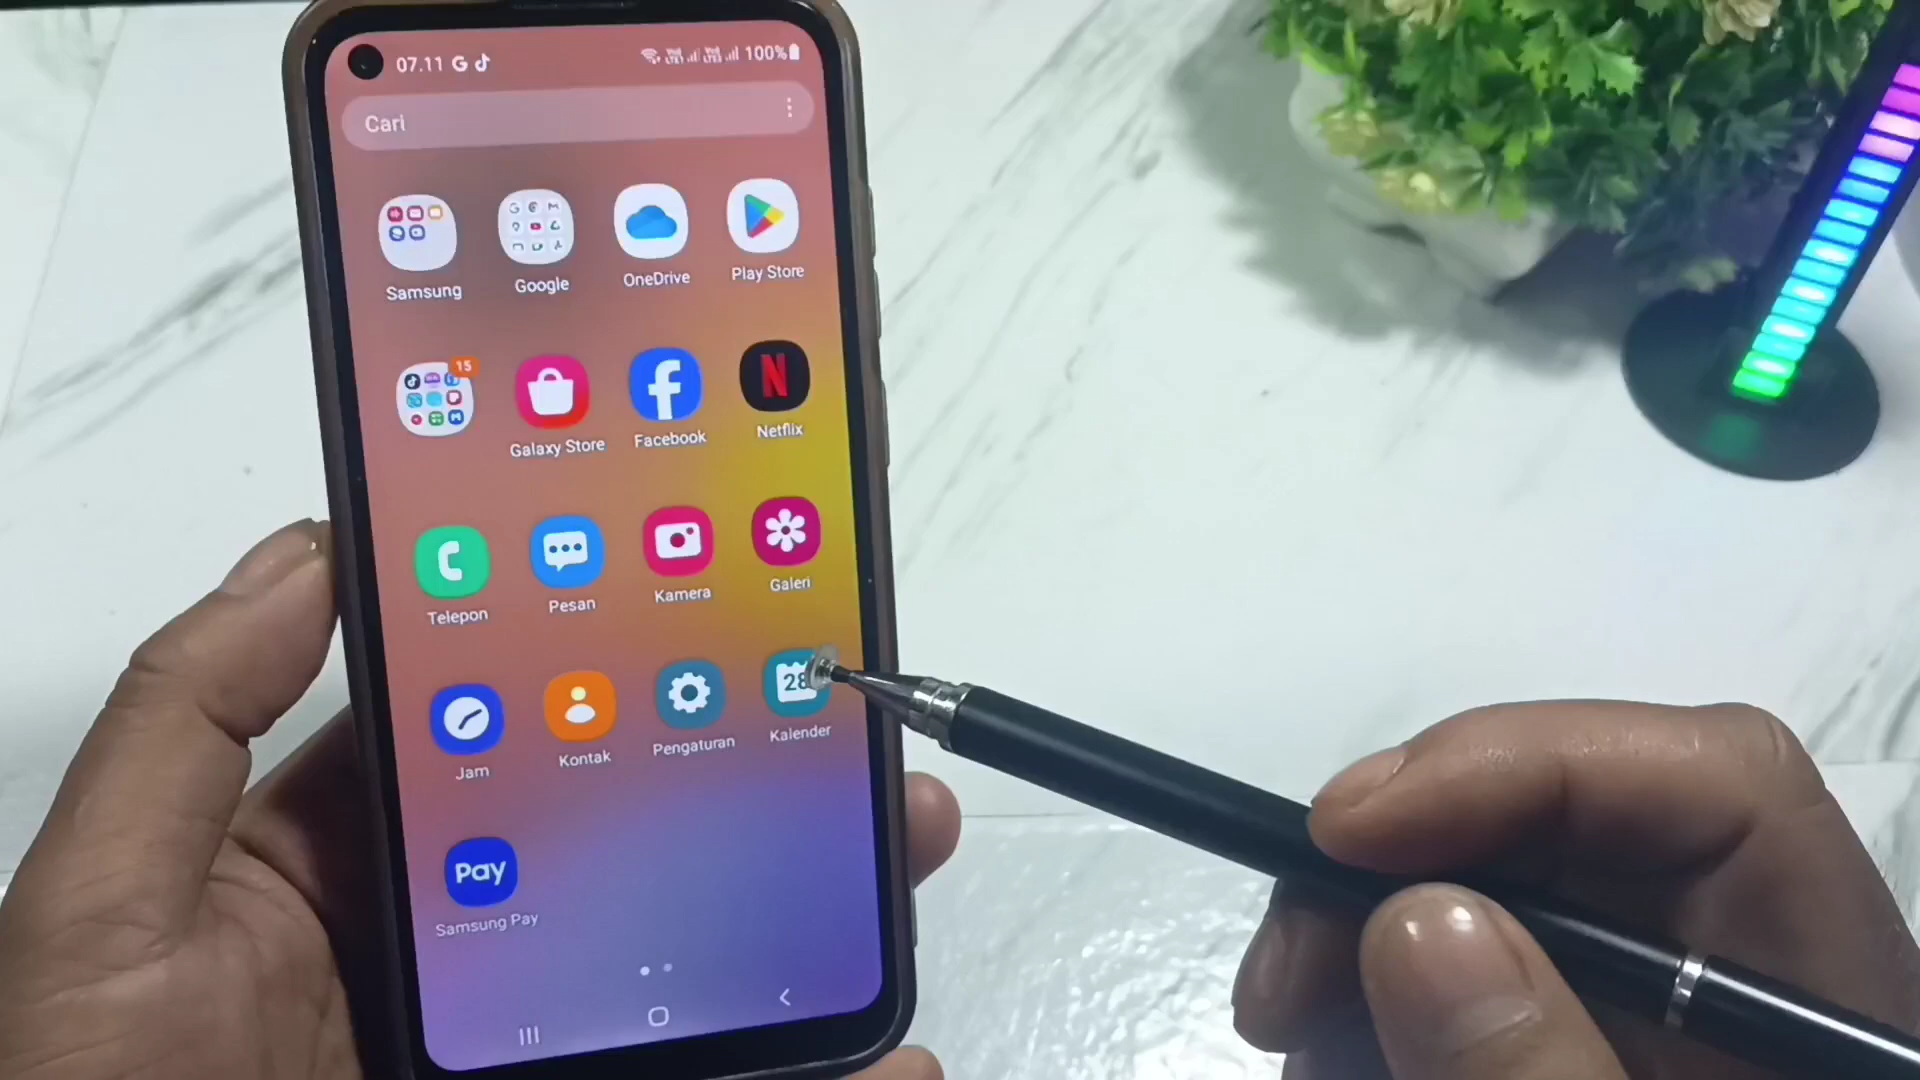 07.11
100%
Cari
Samsung
Google
OneDrive
Play Store
15
Galaxy Store
Facebook
Netflix
Telepon
Pesan
Kamera
Galeri
28
Jam
Kontak
Pengaturan
Kalender
Pay
Samsung Pay